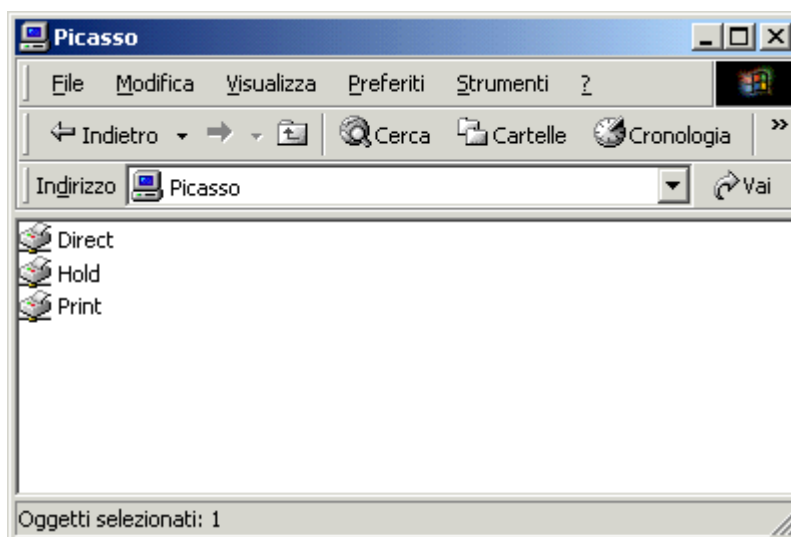 Picasso
File Modifica Visualizza Preferiti Strumenti ?
Indietro Cerca Cartelle Cronologia »
Indirizzo Picasso Vai
Direct
Hold
Print
Oggetti selezionati: 1